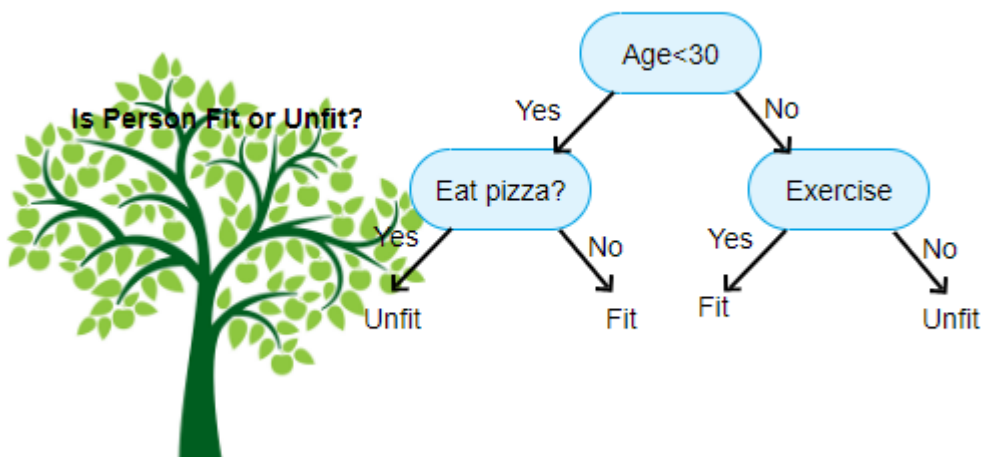 Age<30
Is Person Fit or Unfit?
Yes
No
Eat pizza?
Exercise
Yes
No
Yes
No
Unfit
Fit
Fit
Unfit